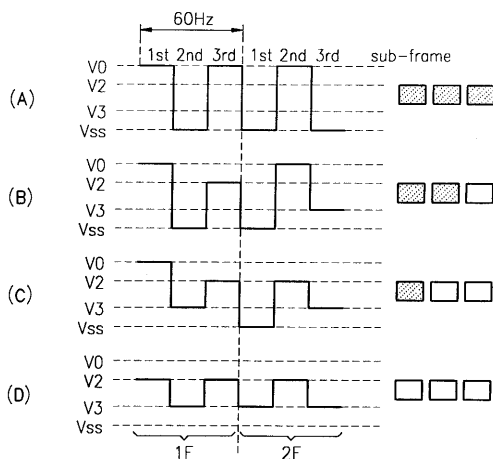 60Hz
1st 2nd 3rd 1st 2nd 3rd sub-frame
(A)
V0
V2
V3
Vss
(B)
V0
V2
V3
Vss
(C)
V0
V2
V3
Vss
(D)
V0
V2
V3
Vss
1F 2F